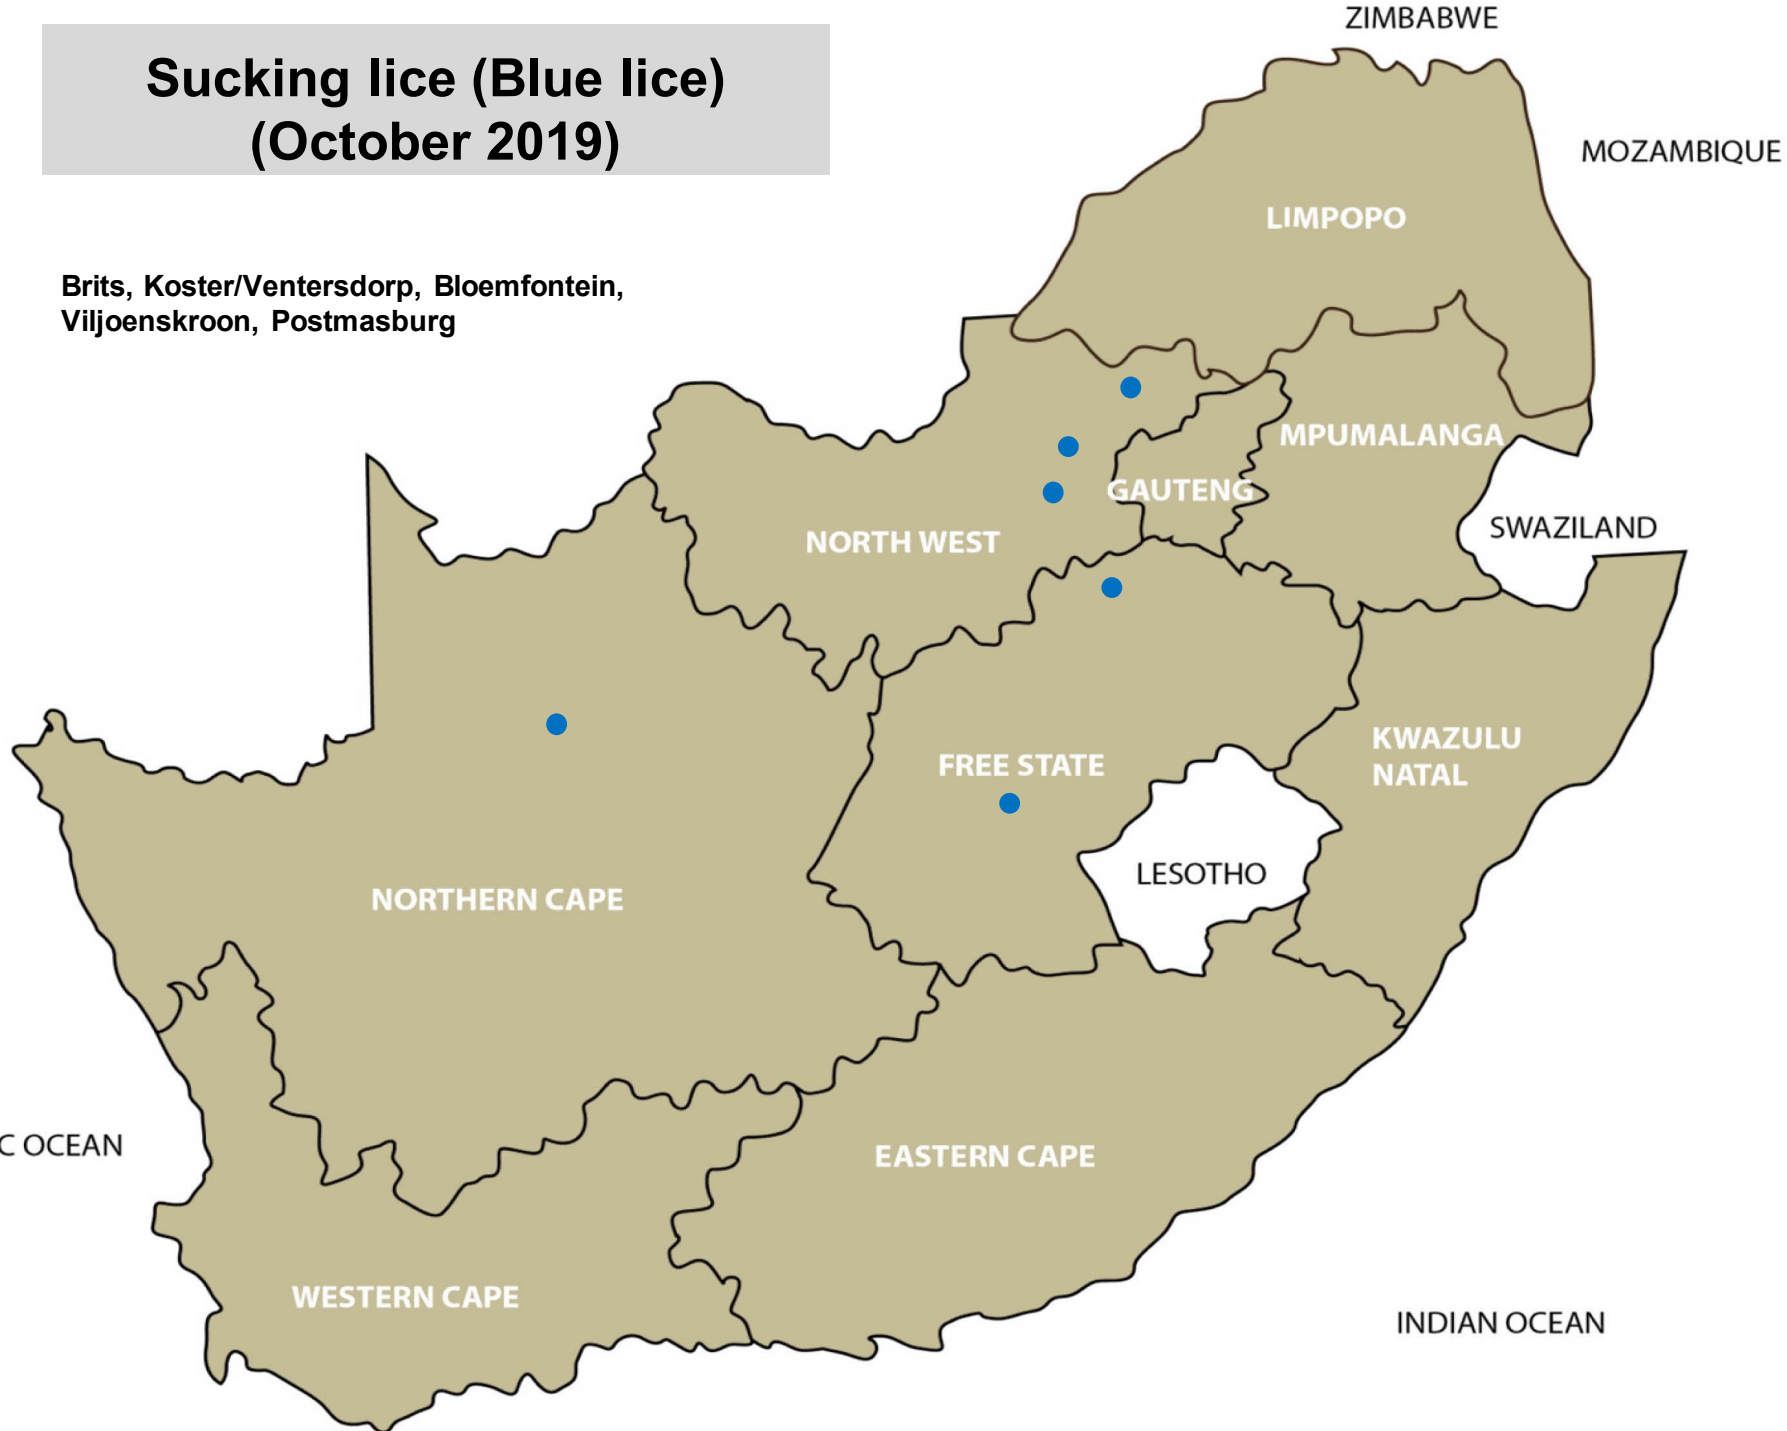 ZIMBABWE
Sucking lice (Blue lice)
(October 2019)
MOZAMBIQUE
LIMPOPO
Brits, Koster/Ventersdorp, Bloemfontein,
Viljoenskroon, Postmasburg
MPUMALANGA
GAUTENG
SWAZILAND
NORTH WEST
KWAZULU
NATAL
FREE STATE
LESOTHO
NORTHERN CAPE
C OCEAN
EASTERN CAPE
WESTERN CAPE
INDIAN OCEAN